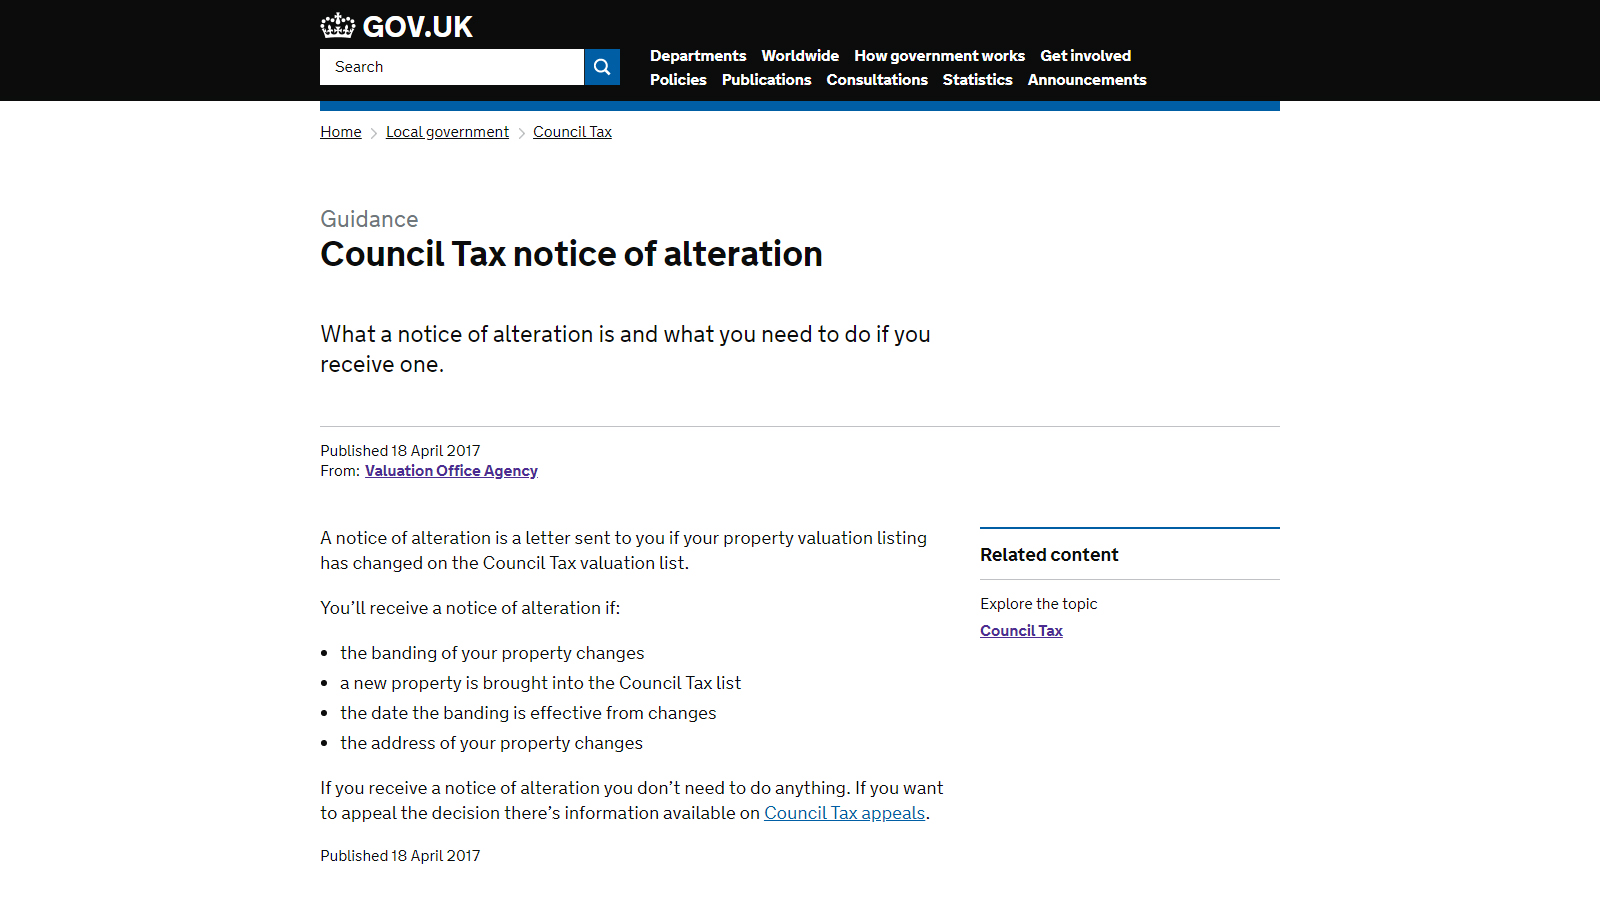 GOV.UK
Search
Departments Worldwide How government works Get involved
Policies Publications Consultations Statistics Announcements
Home Local government Council Tax
Guidance
Council Tax notice of alteration
What a notice of alteration is and what you need to do if you
receive one.
Published 18 April 2017
From: Valuation Office Agency
A notice of alteration is a letter sent to you if your property valuation listing
has changed on the Council Tax valuation list.
You’ll receive a notice of alteration if:
• the banding of your property changes
• a new property is brought into the Council Tax list
• the date the banding is effective from changes
• the address of your property changes
If you receive a notice of alteration you don’t need to do anything. If you want
to appeal the decision there’s information available on Council Tax appeals.
Published 18 April 2017
Related content
Explore the topic
Council Tax